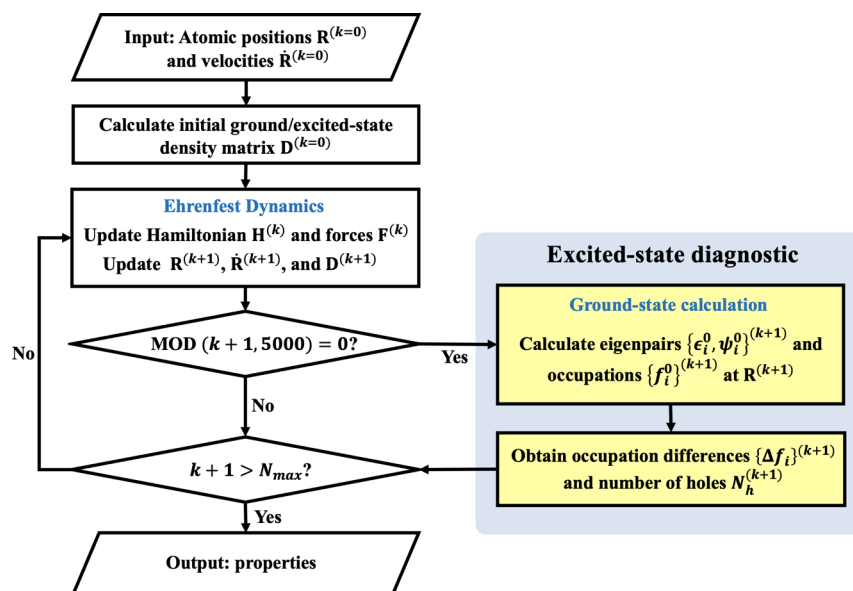 Input: Atomic positions R^(k=0)
and velocities Ṙ^(k=0)
Calculate initial ground/excited-state
density matrix D^(k=0)
Ehrenfest Dynamics
Update Hamiltonian H^(k) and forces F^(k)
Update R^(k+1), Ṙ^(k+1), and D^(k+1)
MOD (k + 1, 5000) = 0?
Yes
No
No
k + 1 > N_max?
Yes
Output: properties
Excited-state diagnostic
Ground-state calculation
Calculate eigenpairs {ϵ_i^0, ψ_i^0}^(k+1) and
occupations {f_i^0}^(k+1) at R^(k+1)
Obtain occupation differences {Δf_i}^(k+1)
and number of holes N_h^(k+1)